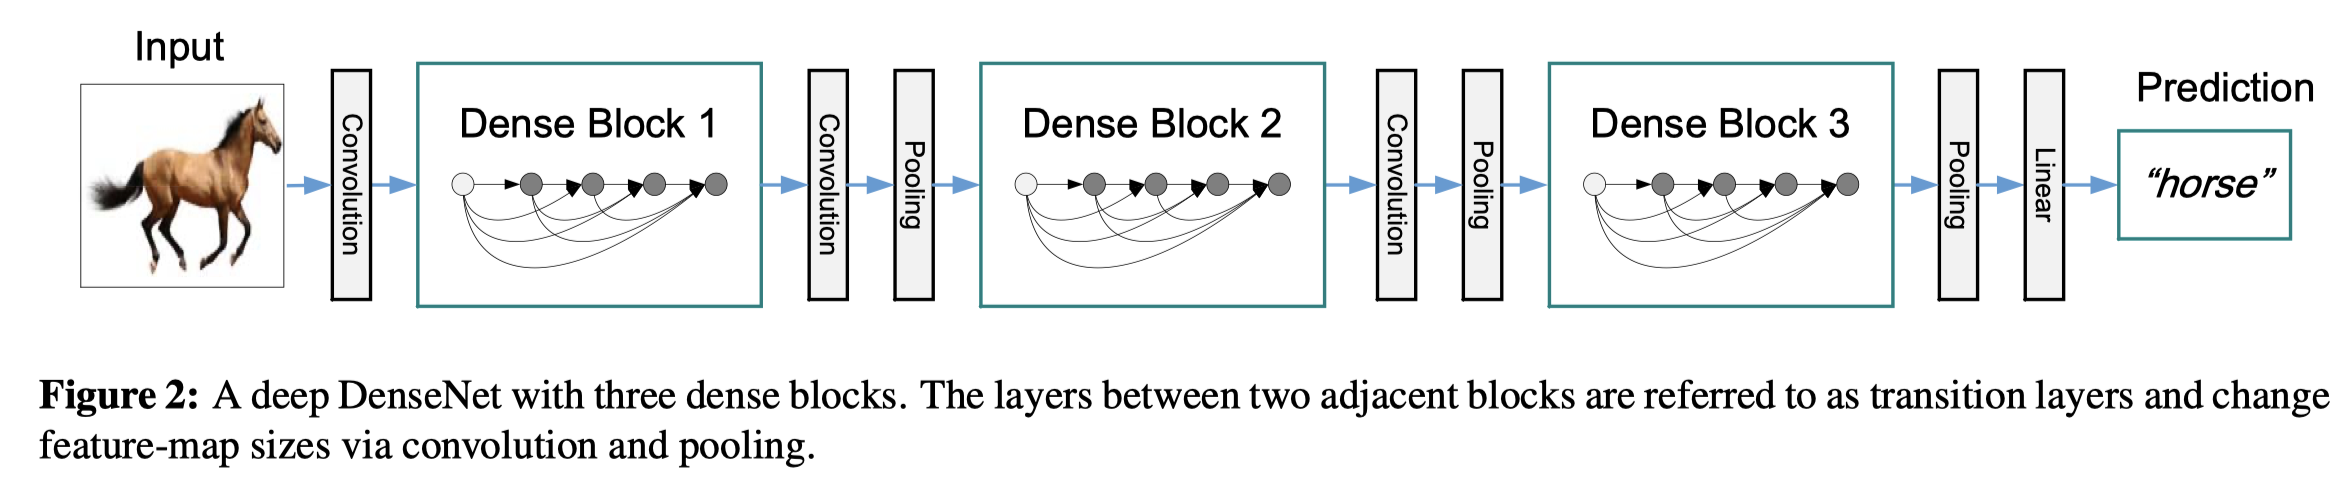 Input
Convolution
Dense Block 1
Convolution
Pooling
Dense Block 2
Convolution
Pooling
Dense Block 3
Pooling
Linear
Prediction
“horse”
Figure 2: A deep DenseNet with three dense blocks. The layers between two adjacent blocks are referred to as transition layers and change
feature-map sizes via convolution and pooling.